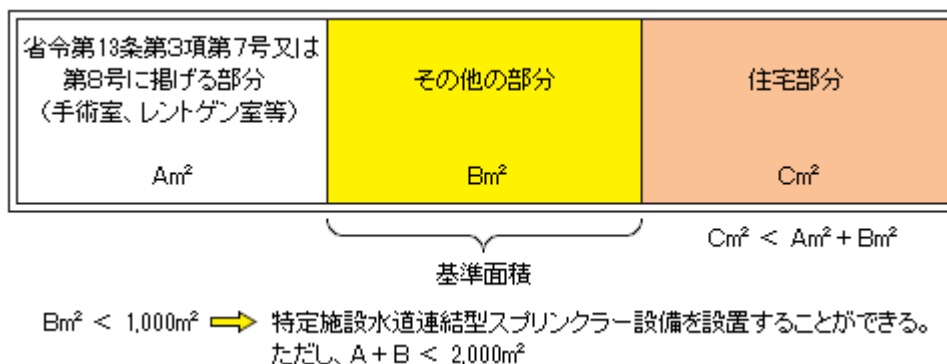 省令第13条第3項第7号又は
第8号に掲げる部分
（手術室、レントゲン室等）
Am²
その他の部分
Bm²
住宅部分
Cm²
Cm² < Am²+Bm²
基準面積
Bm² < 1,000m² ⇨ 特定施設水道連結型スプリンクラー設備を設置することができる。
ただし、A+B < 2,000m²